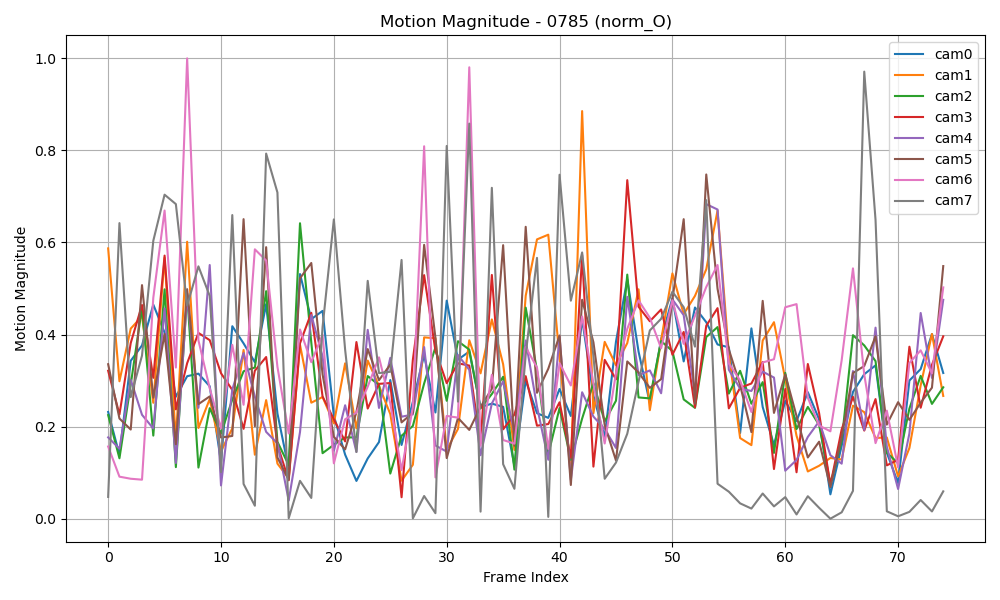 Motion Magnitude - 0785 (norm_O)
Motion Magnitude
1.0
0.8
0.6
0.4
0.2
0.0
0 10 20 30 40 50 60 70
Frame Index
cam0
cam1
cam2
cam3
cam4
cam5
cam6
cam7